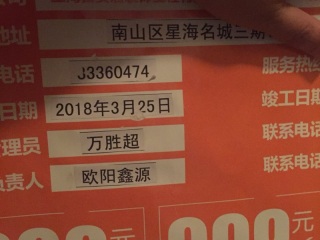 地址 南山区星海名城三期
电话 J3360474 服务热线
日期 2018年3月25日 竣工日期
理员 万胜超 联系电话
负责人 欧阳鑫源 联系电话
元
元